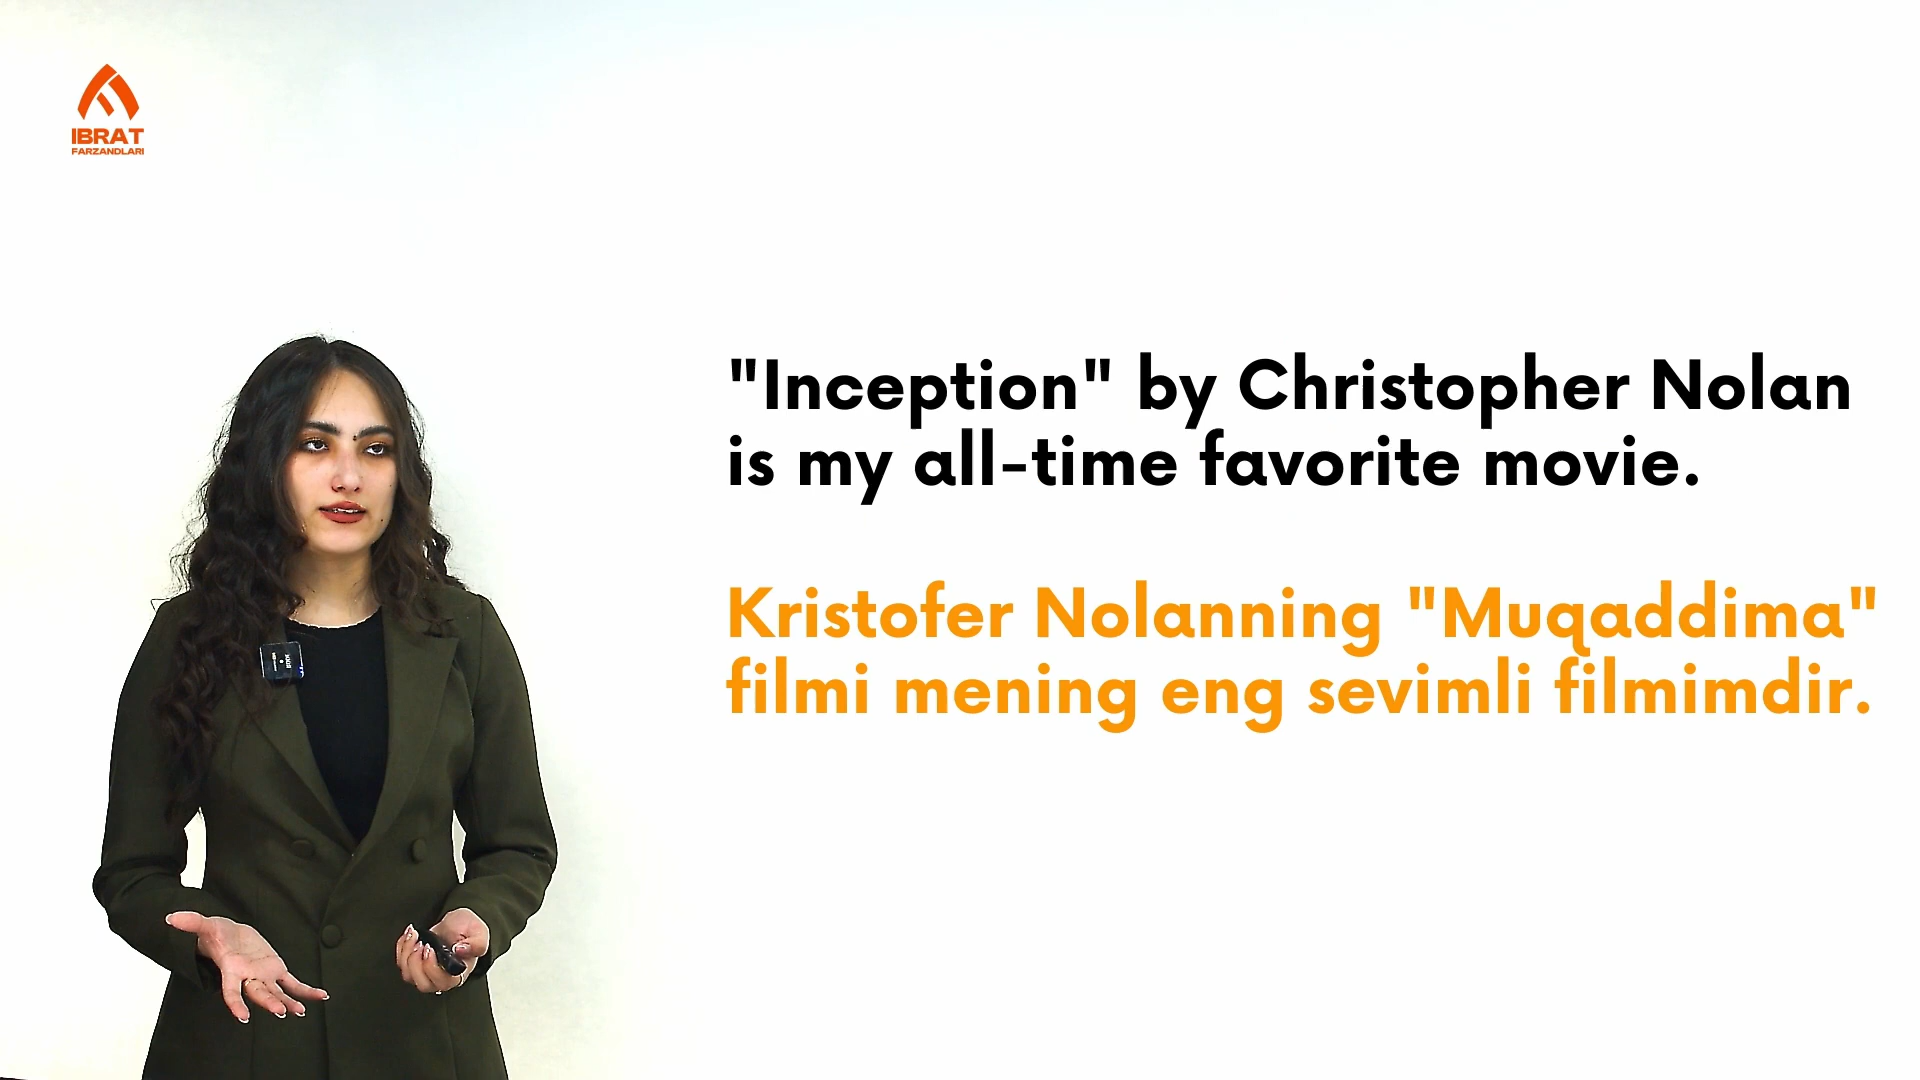 IBRAT
FARZANDLARI
"Inception" by Christopher Nolan
is my all-time favorite movie.
Kristofer Nolanning "Muqaddima"
filmi mening eng sevimli filmimdir.